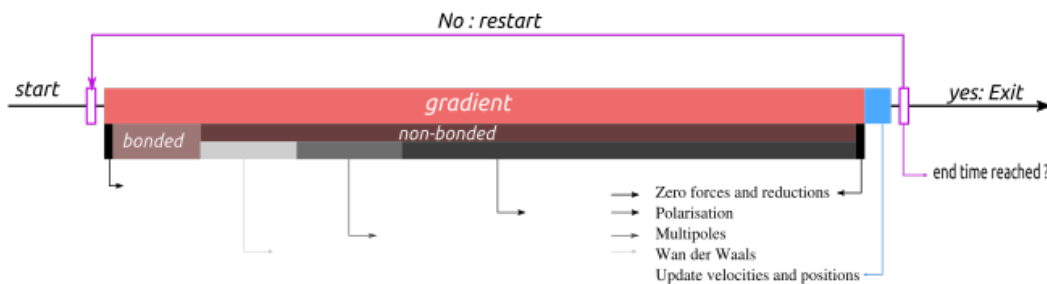 No : restart
start
gradient
yes: Exit
bonded
non-bonded
end time reached ?
Zero forces and reductions
Polarisation
Multipoles
Wan der Waals
Update velocities and positions